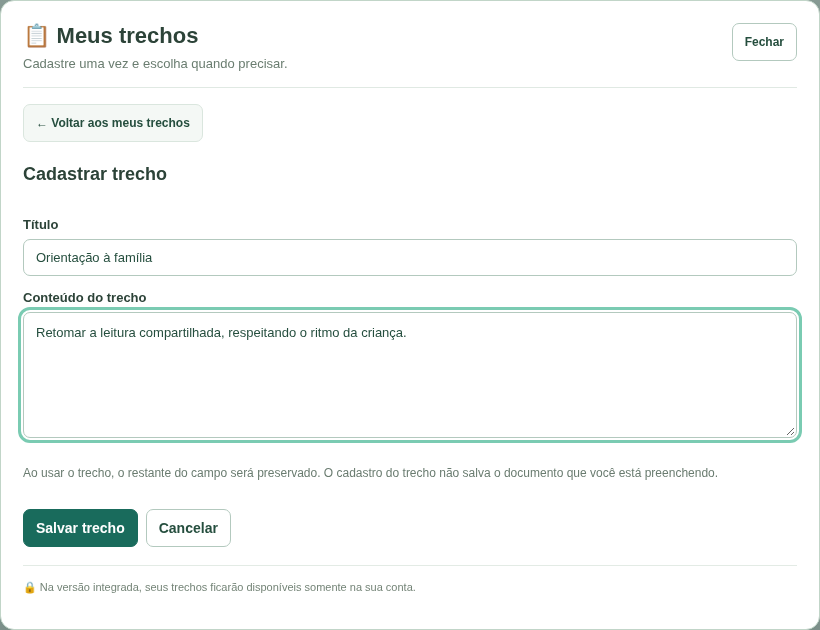 📋 Meus trechos
Fechar
Cadastre uma vez e escolha quando precisar.
← Voltar aos meus trechos
Cadastrar trecho
Título
Orientação à família
Conteúdo do trecho
Retomar a leitura compartilhada, respeitando o ritmo da criança.
Ao usar o trecho, o restante do campo será preservado. O cadastro do trecho não salva o documento que você está preenchendo.
Salvar trecho
Cancelar
🔒 Na versão integrada, seus trechos ficarão disponíveis somente na sua conta.